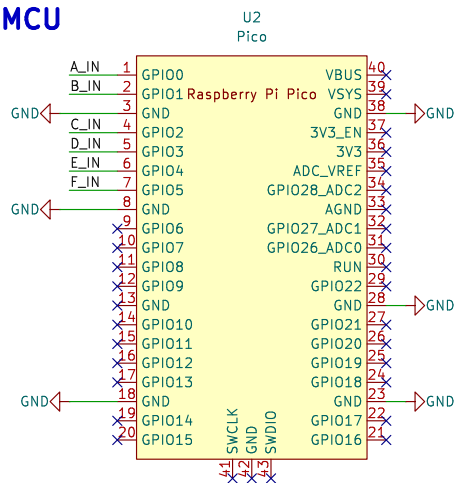 MCU
U2
Pico
A_IN 1 GPIO0 VBUS 40
B_IN 2 GPIO1 Raspberry Pi Pico VSYS 39
GND 3 GND GND 38 GND
C_IN 4 GPIO2 3V3_EN 37
D_IN 5 GPIO3 3V3 36
E_IN 6 GPIO4 ADC_VREF 35
F_IN 7 GPIO5 GPIO28_ADC2 34
GND 8 GND AGND 33
9 GPIO6 GPIO27_ADC1 32
10 GPIO7 GPIO26_ADC0 31
11 GPIO8 RUN 30
12 GPIO9 GPIO22 29
13 GND GND 28 GND
14 GPIO10 GPIO21 27
15 GPIO11 GPIO20 26
16 GPIO12 GPIO19 25
17 GPIO13 GPIO18 24
GND 18 GND GND 23 GND
19 GPIO14 GPIO17 22
20 GPIO15 GPIO16 21
SWCLK GND SWDIO
41 42 43